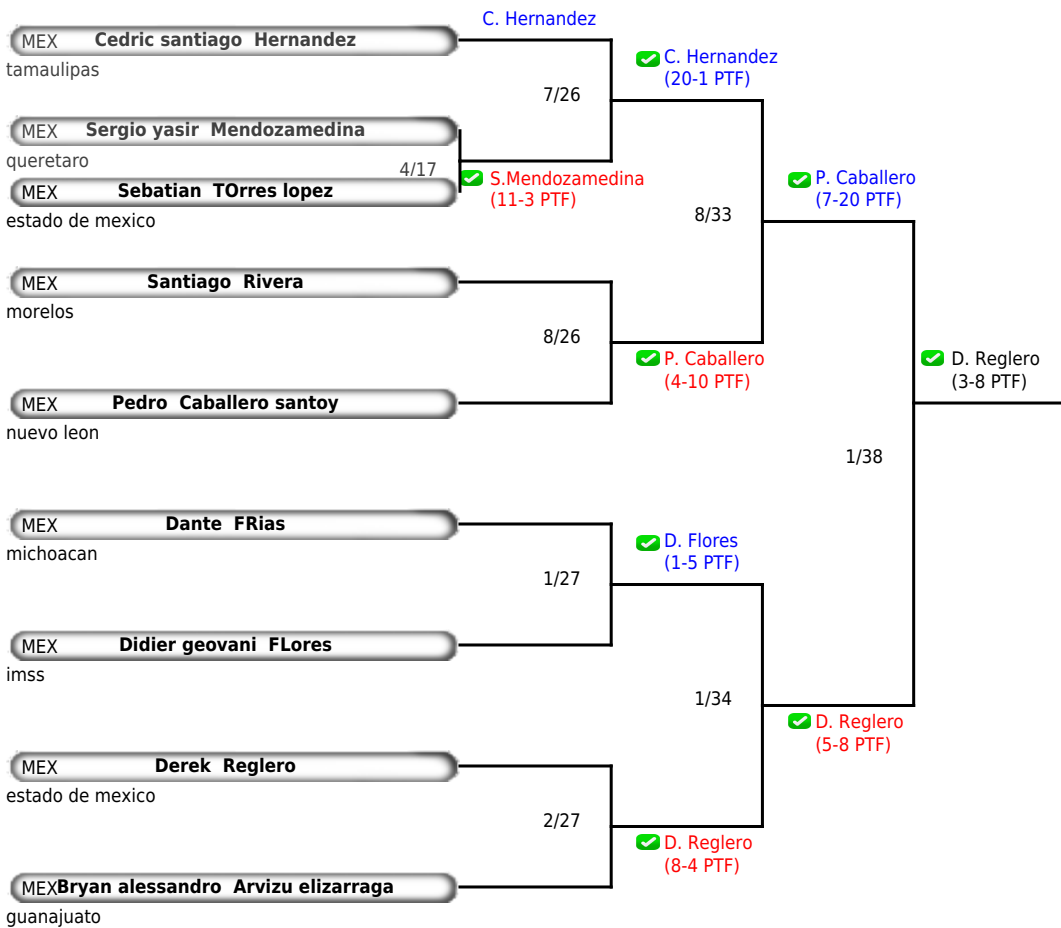 C. Hernandez
MEX Cedric santiago Hernandez
tamaulipas
C. Hernandez
(20-1 PTF)
7/26
MEX Sergio yasir Mendozamedina
queretaro
4/17
S.Mendozamedina
(11-3 PTF)
MEX Sebatian TOrres lopez
estado de mexico
P. Caballero
(7-20 PTF)
8/33
MEX Santiago Rivera
morelos
8/26
P. Caballero
(4-10 PTF)
D. Reglero
(3-8 PTF)
MEX Pedro Caballero santoy
nuevo leon
1/38
MEX Dante FRias
michoacan
D. Flores
(1-5 PTF)
1/27
MEX Didier geovani FLores
imss
1/34
D. Reglero
(5-8 PTF)
MEX Derek Reglero
estado de mexico
2/27
D. Reglero
(8-4 PTF)
MEXBryan alessandro Arvizu elizarraga
guanajuato